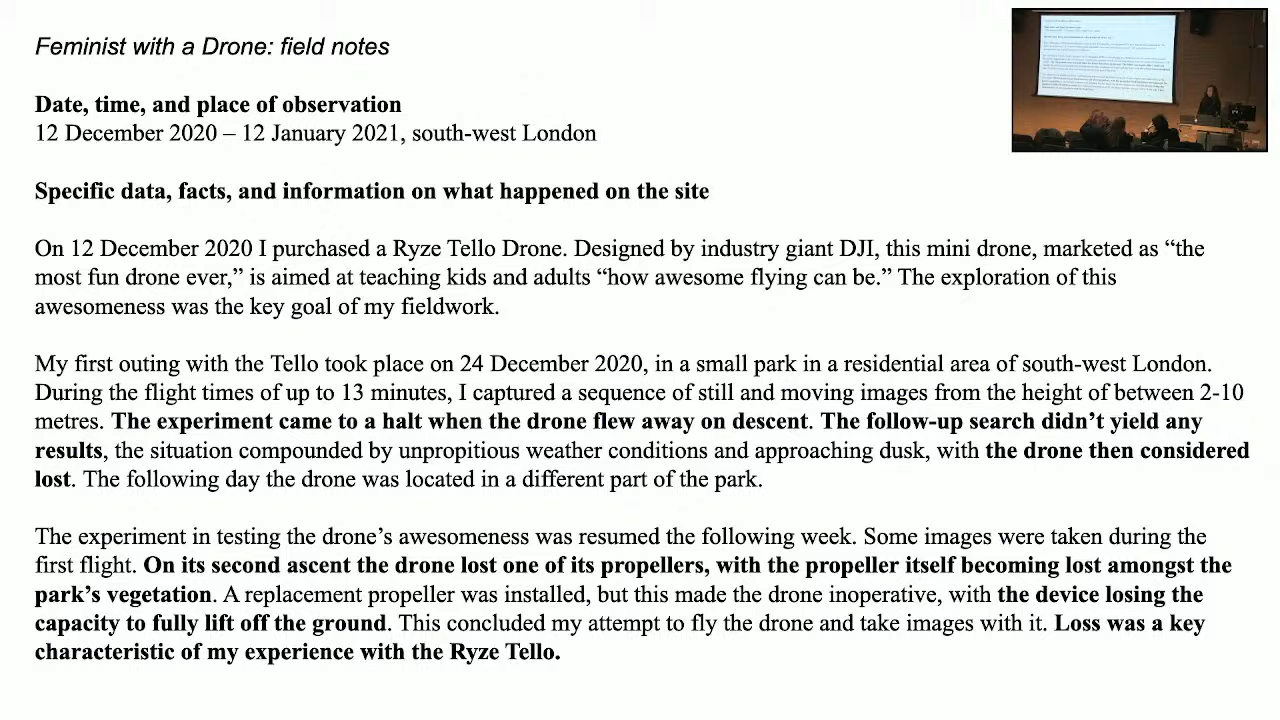 Feminist with a Drone: field notes
Date, time, and place of observation
12 December 2020 – 12 January 2021, south-west London
Specific data, facts, and information on what happened on the site
On 12 December 2020 I purchased a Ryze Tello Drone. Designed by industry giant DJI, this mini drone, marketed as “the
most fun drone ever,” is aimed at teaching kids and adults “how awesome flying can be.” The exploration of this
awesomeness was the key goal of my fieldwork.
My first outing with the Tello took place on 24 December 2020, in a small park in a residential area of south-west London.
During the flight times of up to 13 minutes, I captured a sequence of still and moving images from the height of between 2-10
metres. The experiment came to a halt when the drone flew away on descent. The follow-up search didn’t yield any
results, the situation compounded by unpropitious weather conditions and approaching dusk, with the drone then considered
lost. The following day the drone was located in a different part of the park.
The experiment in testing the drone’s awesomeness was resumed the following week. Some images were taken during the
first flight. On its second ascent the drone lost one of its propellers, with the propeller itself becoming lost amongst the
park’s vegetation. A replacement propeller was installed, but this made the drone inoperative, with the device losing the
capacity to fully lift off the ground. This concluded my attempt to fly the drone and take images with it. Loss was a key
characteristic of my experience with the Ryze Tello.